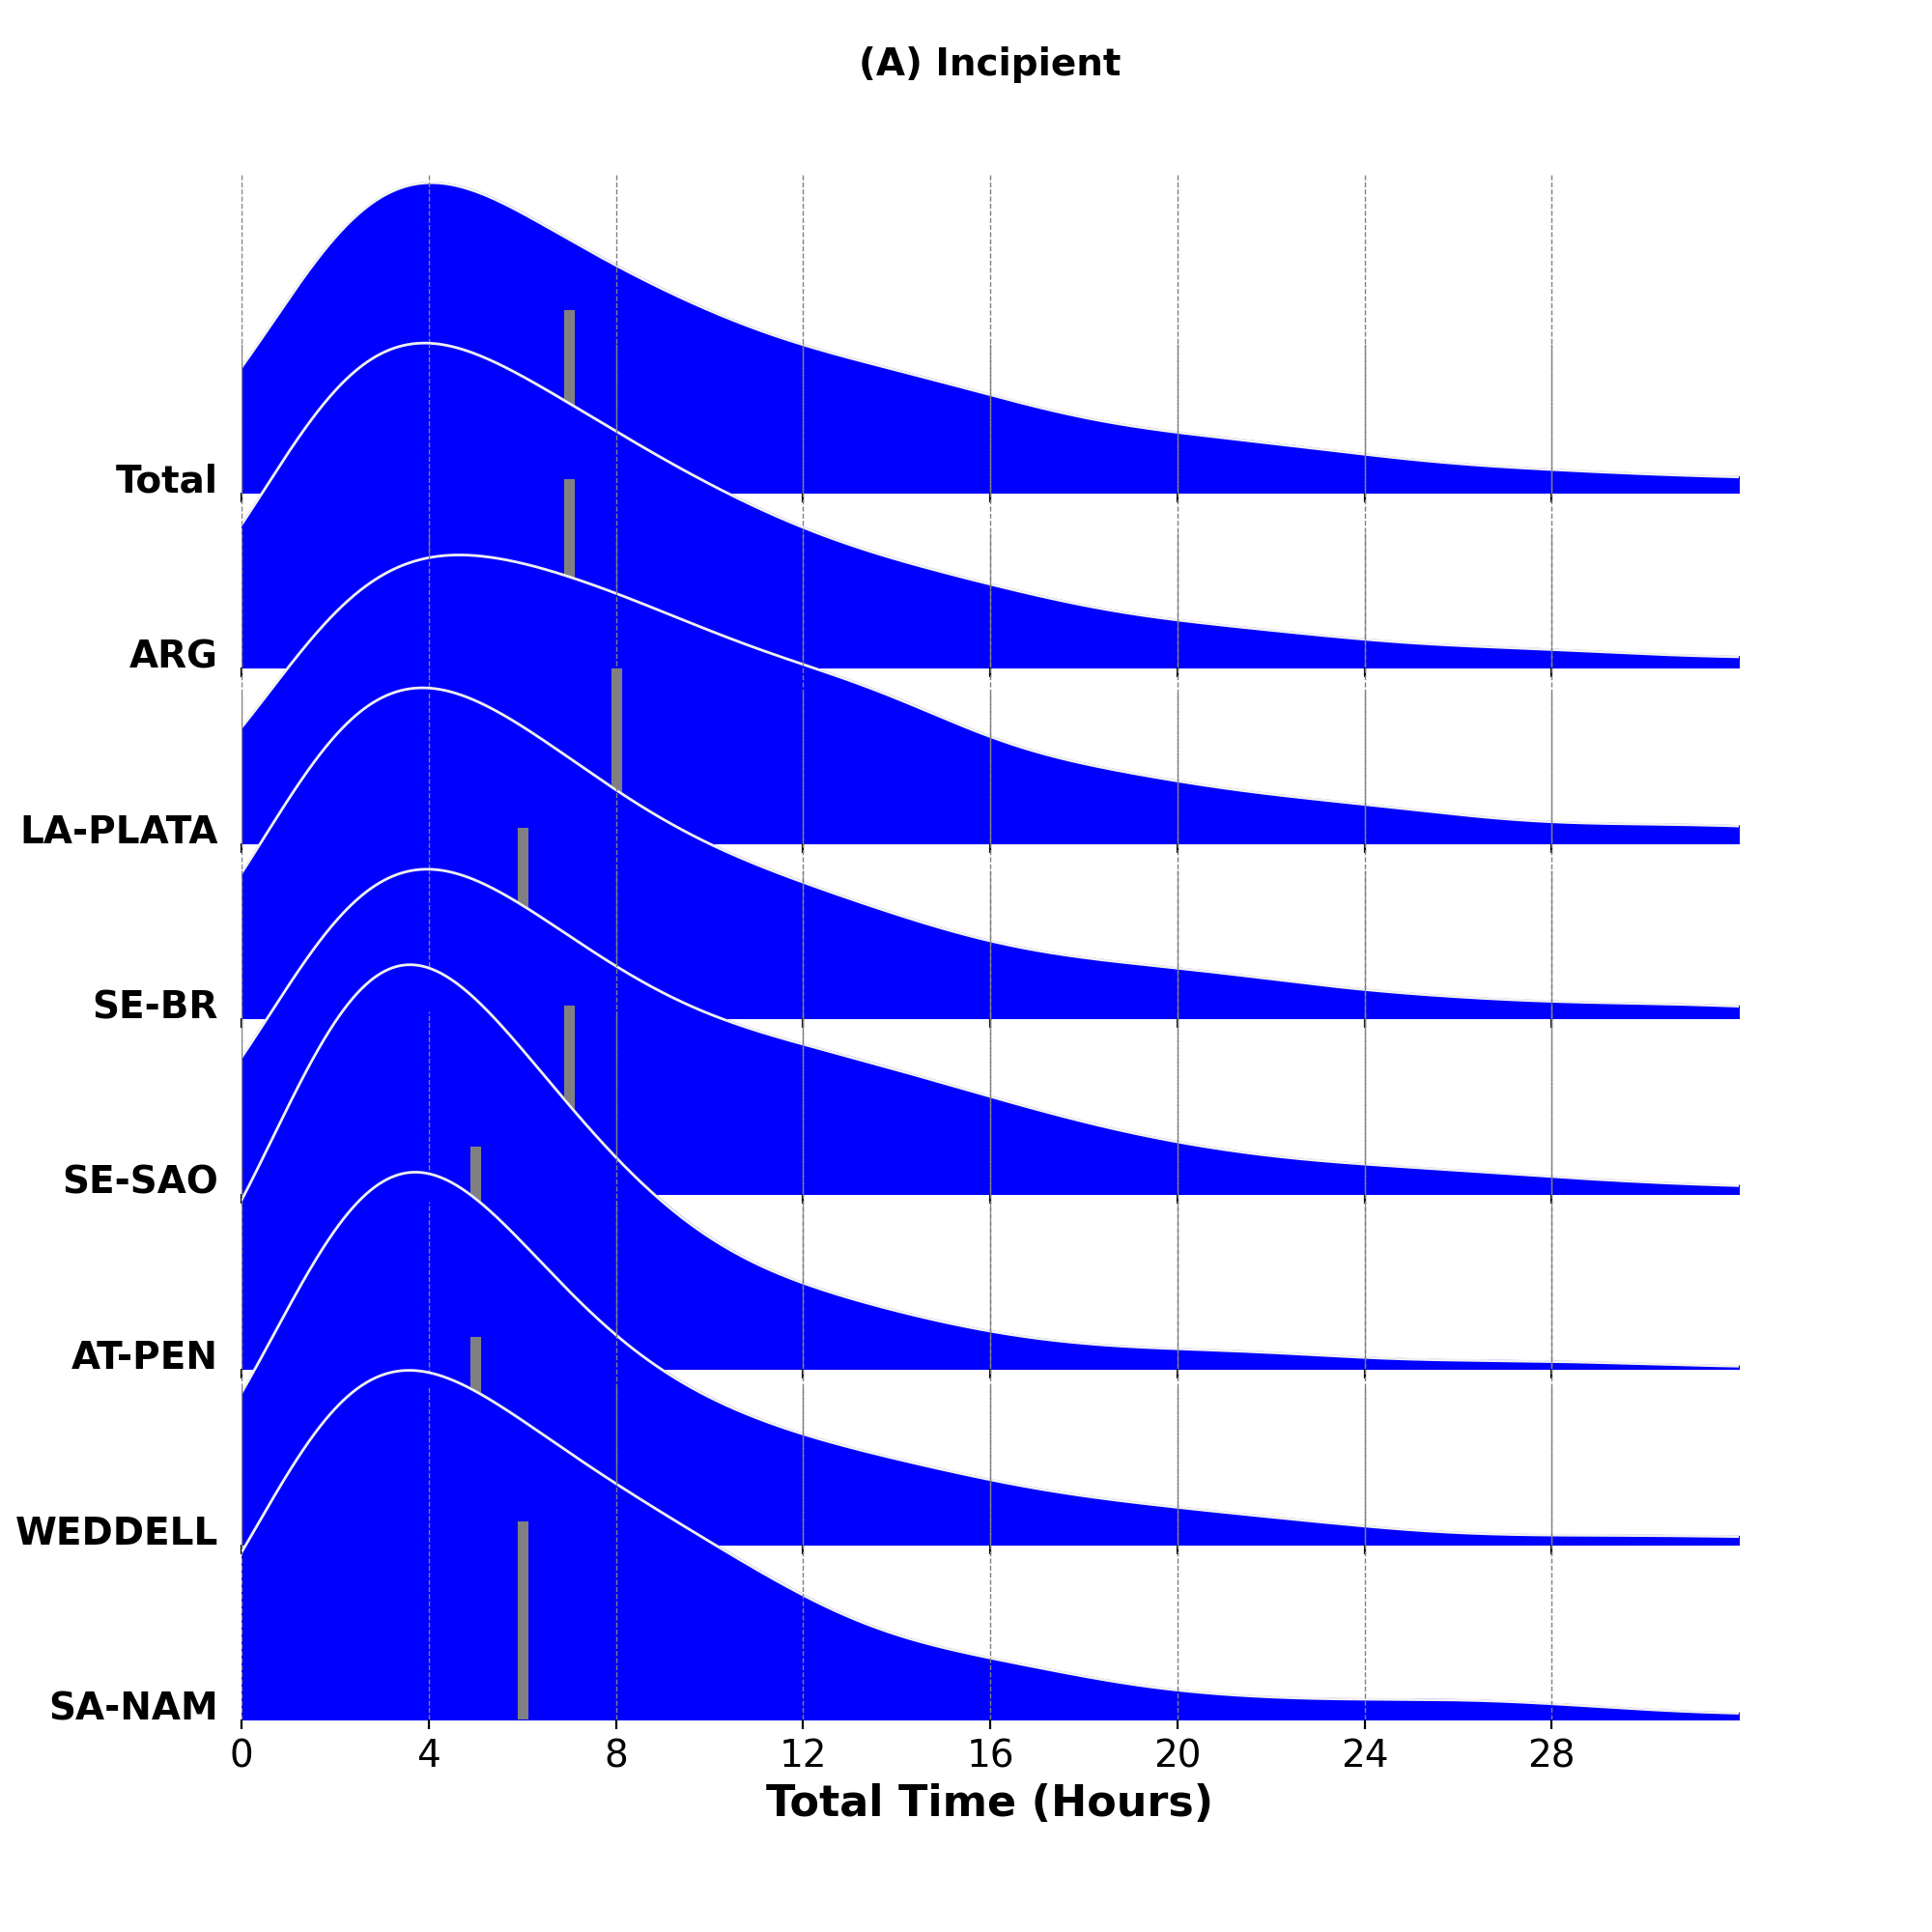 (A) Incipient
Total
ARG
LA-PLATA
SE-BR
SE-SAO
AT-PEN
WEDDELL
SA-NAM
0 4 8 12 16 20 24 28
Total Time (Hours)